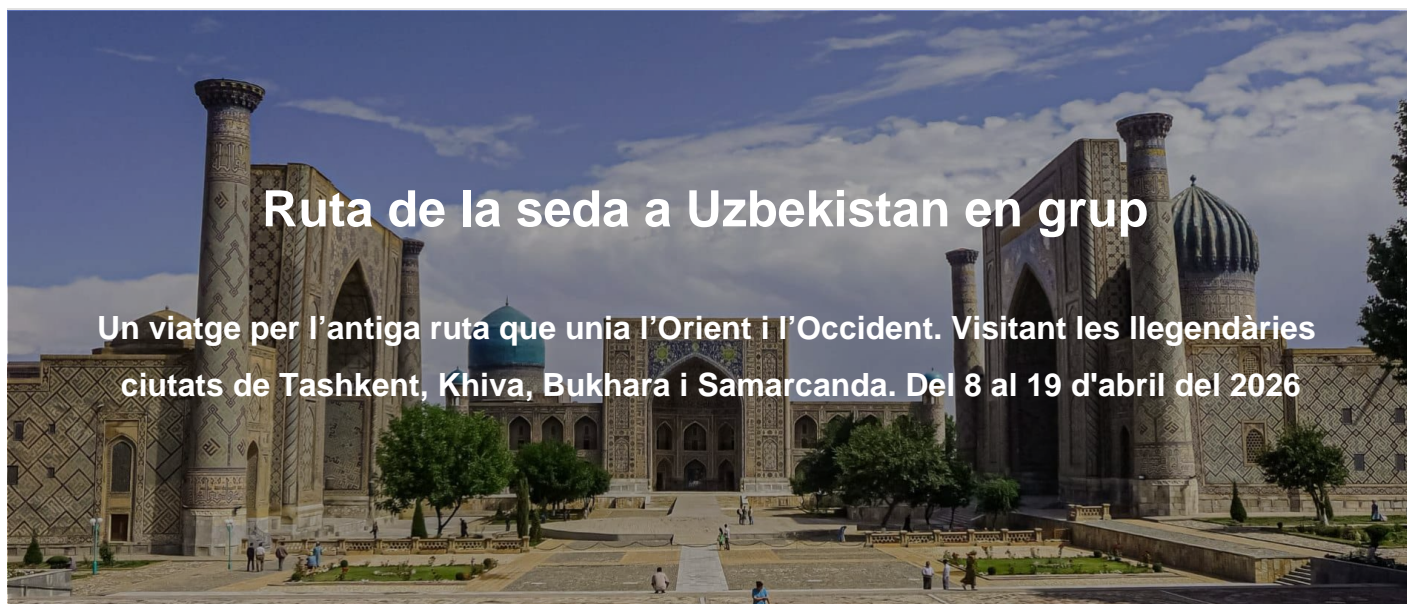 Ruta de la seda a Uzbekistan en grup
Un viatge per l’antiga ruta que unia l’Orient i l’Occident. Visitant les llegendàries
ciutats de Tashkent, Khiva, Bukhara i Samarcanda. Del 8 al 19 d'abril del 2026